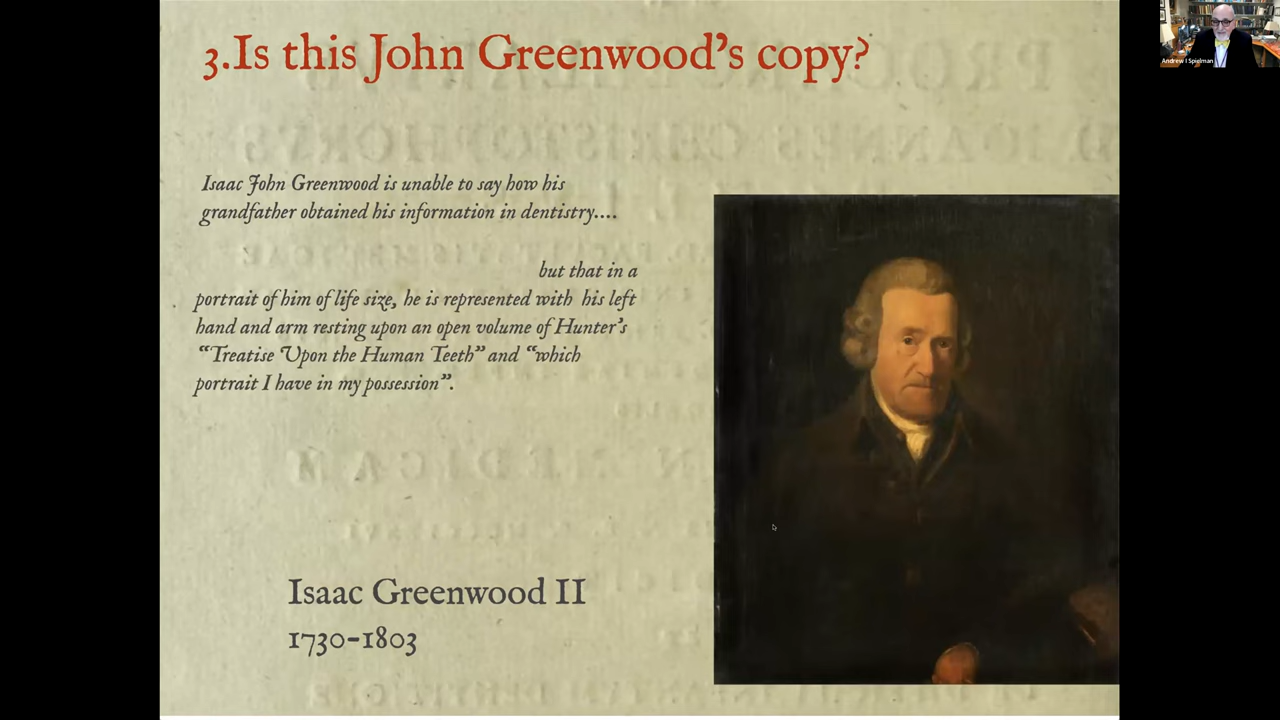 3.Is this John Greenwood's copy?
Andrew I Spielman
Isaac John Greenwood is unable to say how his
grandfather obtained his information in dentistry....
but that in a
portrait of him of life size, he is represented with his left
hand and arm resting upon an open volume of Hunter's
"Treatise Upon the Human Teeth" and "which
portrait I have in my possession".
Isaac Greenwood II
1730-1803